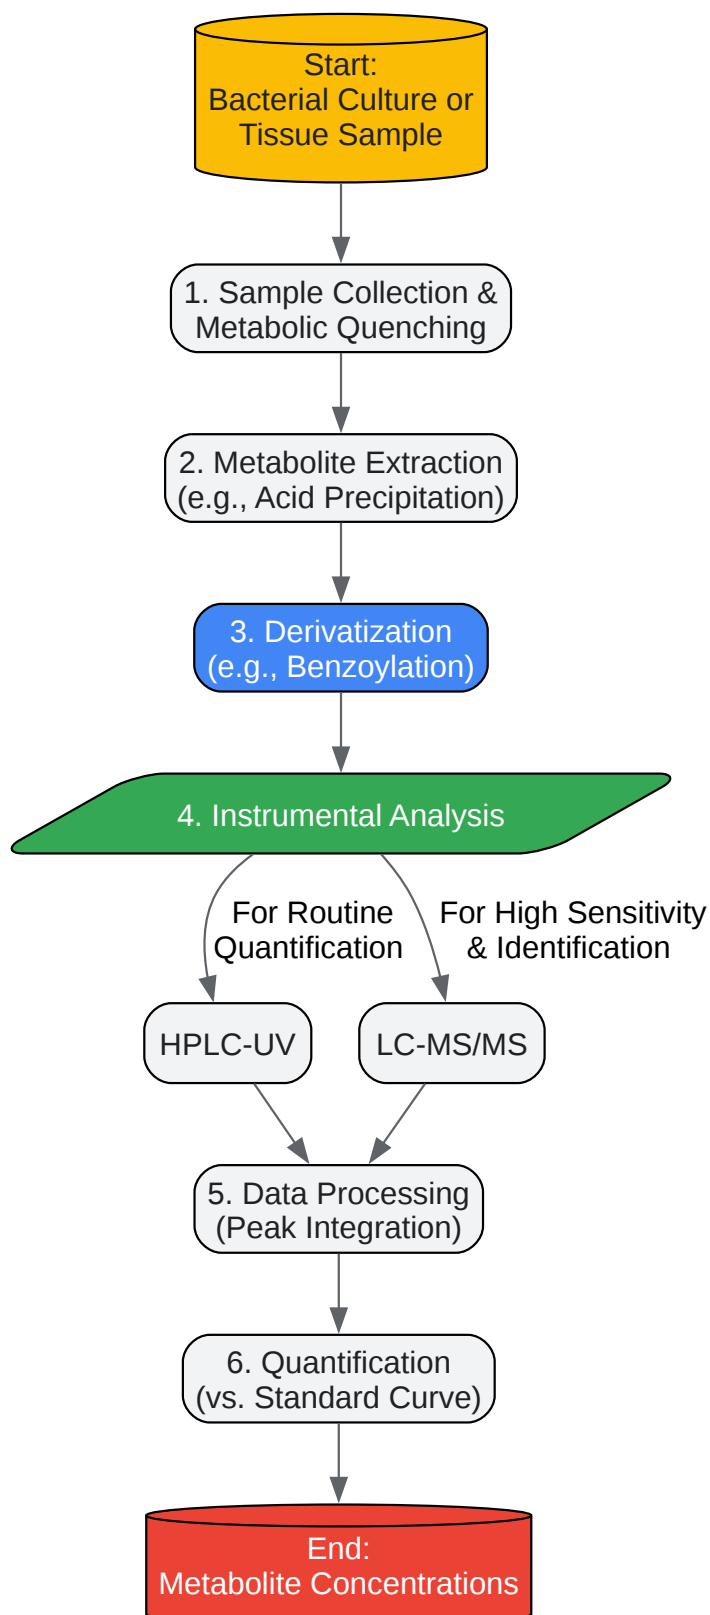 Start:
Bacterial Culture or
Tissue Sample
1. Sample Collection &
Metabolic Quenching
2. Metabolite Extraction
(e.g., Acid Precipitation)
3. Derivatization
(e.g., Benzoylation)
4. Instrumental Analysis
For Routine
Quantification
For High Sensitivity
& Identification
HPLC-UV
LC-MS/MS
5. Data Processing
(Peak Integration)
6. Quantification
(vs. Standard Curve)
End:
Metabolite Concentrations